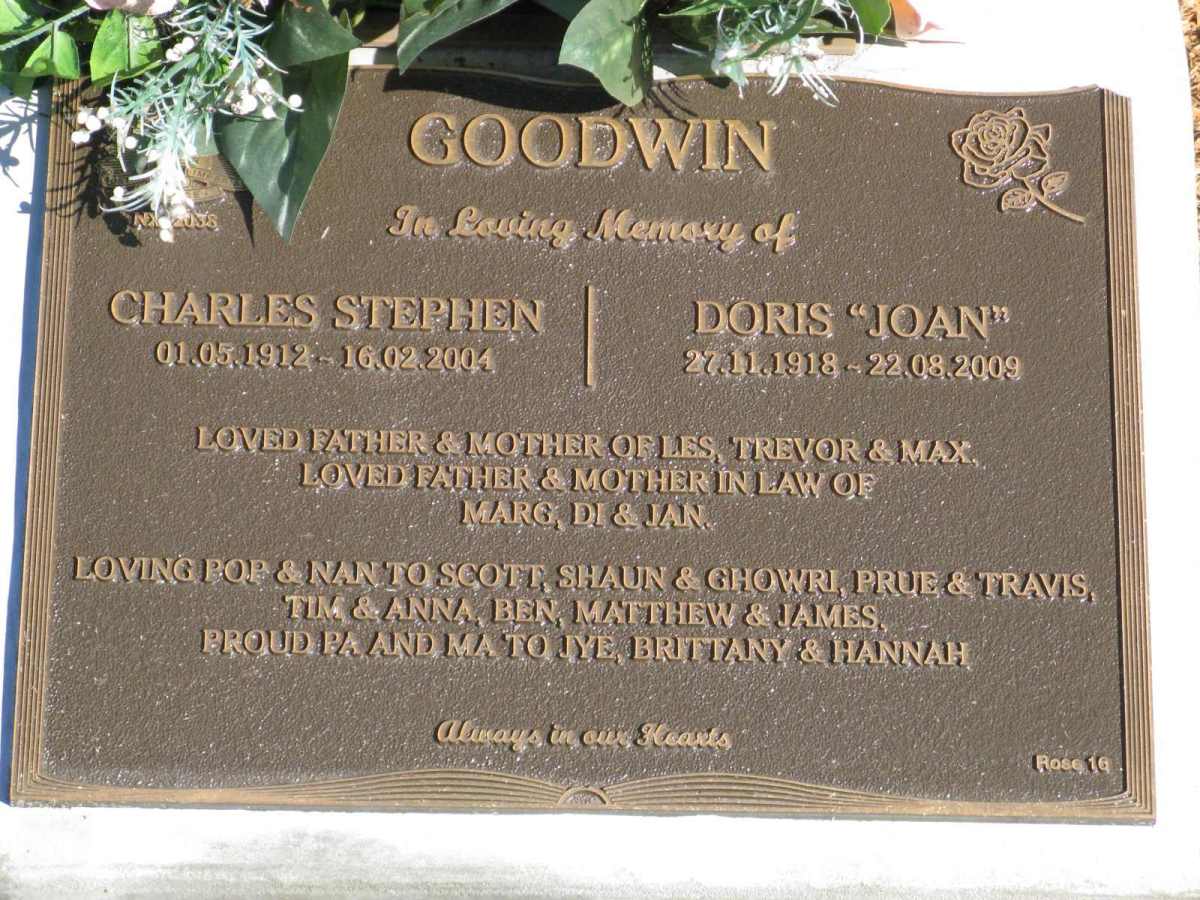 GOODWIN
In Loving Memory of
CHARLES STEPHEN
01.05.1912 ~ 16.02.2004
DORIS "JOAN"
27.11.1918 ~ 22.08.2009
LOVED FATHER & MOTHER OF LES, TREVOR & MAX.
LOVED FATHER & MOTHER IN LAW OF
MARG, DI & JAN.
LOVING POP & NAN TO SCOTT, SHAUN & GHOWRI, PRUE & TRAVIS,
TIM & ANNA, BEN, MATTHEW & JAMES.
PROUD PA AND MA TO JYE, BRITTANY & HANNAH
Always in our Hearts
Rose 16